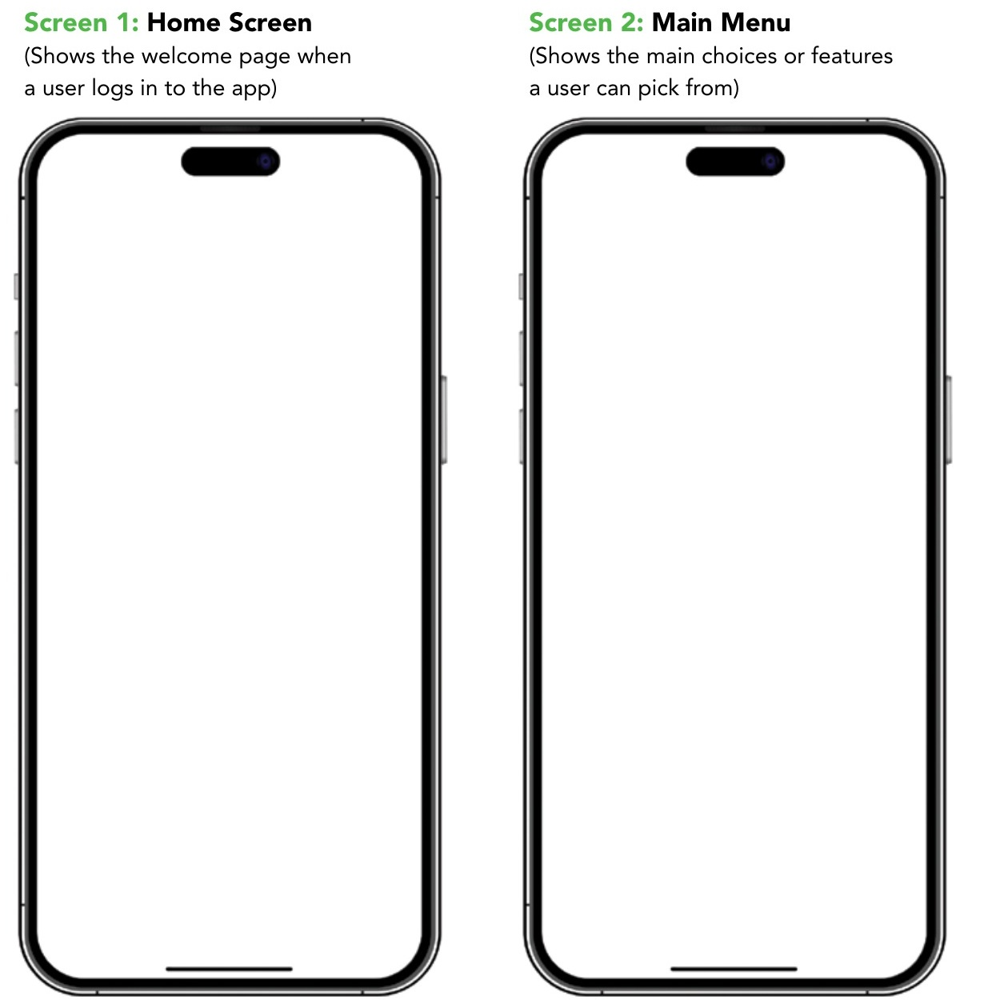 Screen 1: Home Screen
(Shows the welcome page when
a user logs in to the app)
Screen 2: Main Menu
(Shows the main choices or features
a user can pick from)